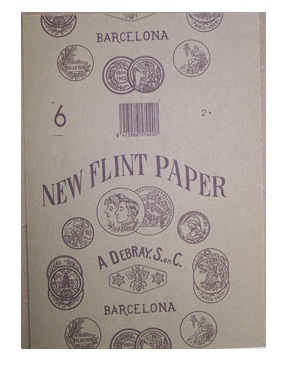 BARCELONA
6
2.
NEW FLINT PAPER
A DEBRAY, S. en C.
BARCELONA